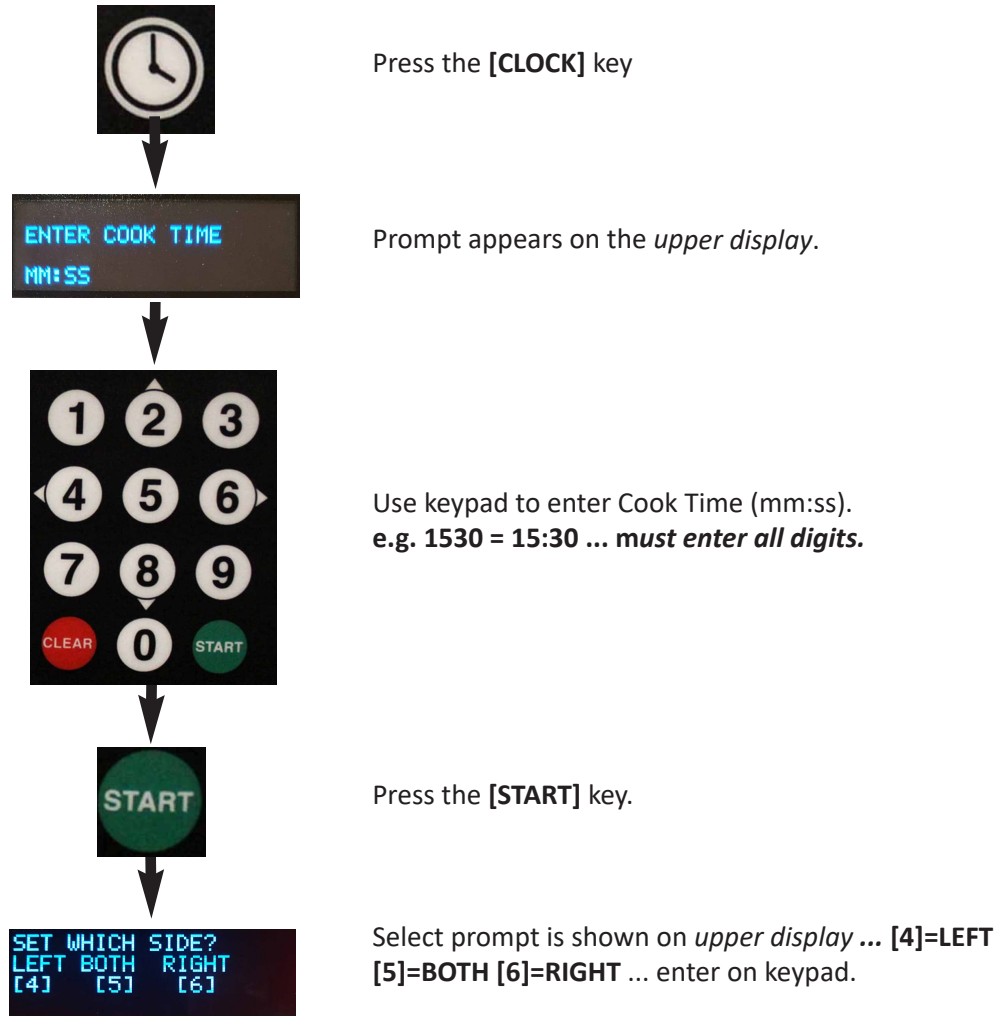 Press the [CLOCK] key
ENTER COOK TIME
MM:SS
Prompt appears on the upper display.
1 2 3
4 5 6
7 8 9
CLEAR 0 START
Use keypad to enter Cook Time (mm:ss).
e.g. 1530 = 15:30 ... must enter all digits.
START
Press the [START] key.
SET WHICH SIDE?
LEFT BOTH RIGHT
[4] [5] [6]
Select prompt is shown on upper display ... [4]=LEFT
[5]=BOTH [6]=RIGHT ... enter on keypad.